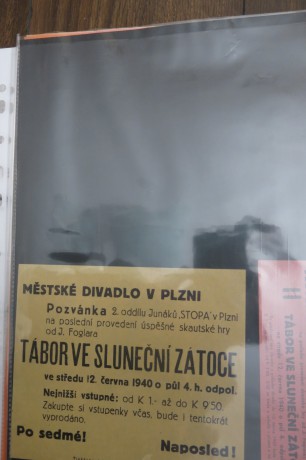 MĚSTSKÉ DIVADLO V PLZNI
Pozvánka 2. oddílu Junáků „STOPA" v Plzni
na poslední provedení úspěšné skautské hry
od J. Foglara
TÁBOR VE SLUNEČNÍ ZÁTOCE
ve středu 12. června 1940 o půl 4. h. odpol.
Nejnižší vstupné: od K 1.- až do K 9.50.
Zakupte si vstupenky včas, bude i tentokrát
vyprodáno.
Po sedmé! Naposled!
TÁBOR VE SLUNEČNÍ ZÁT